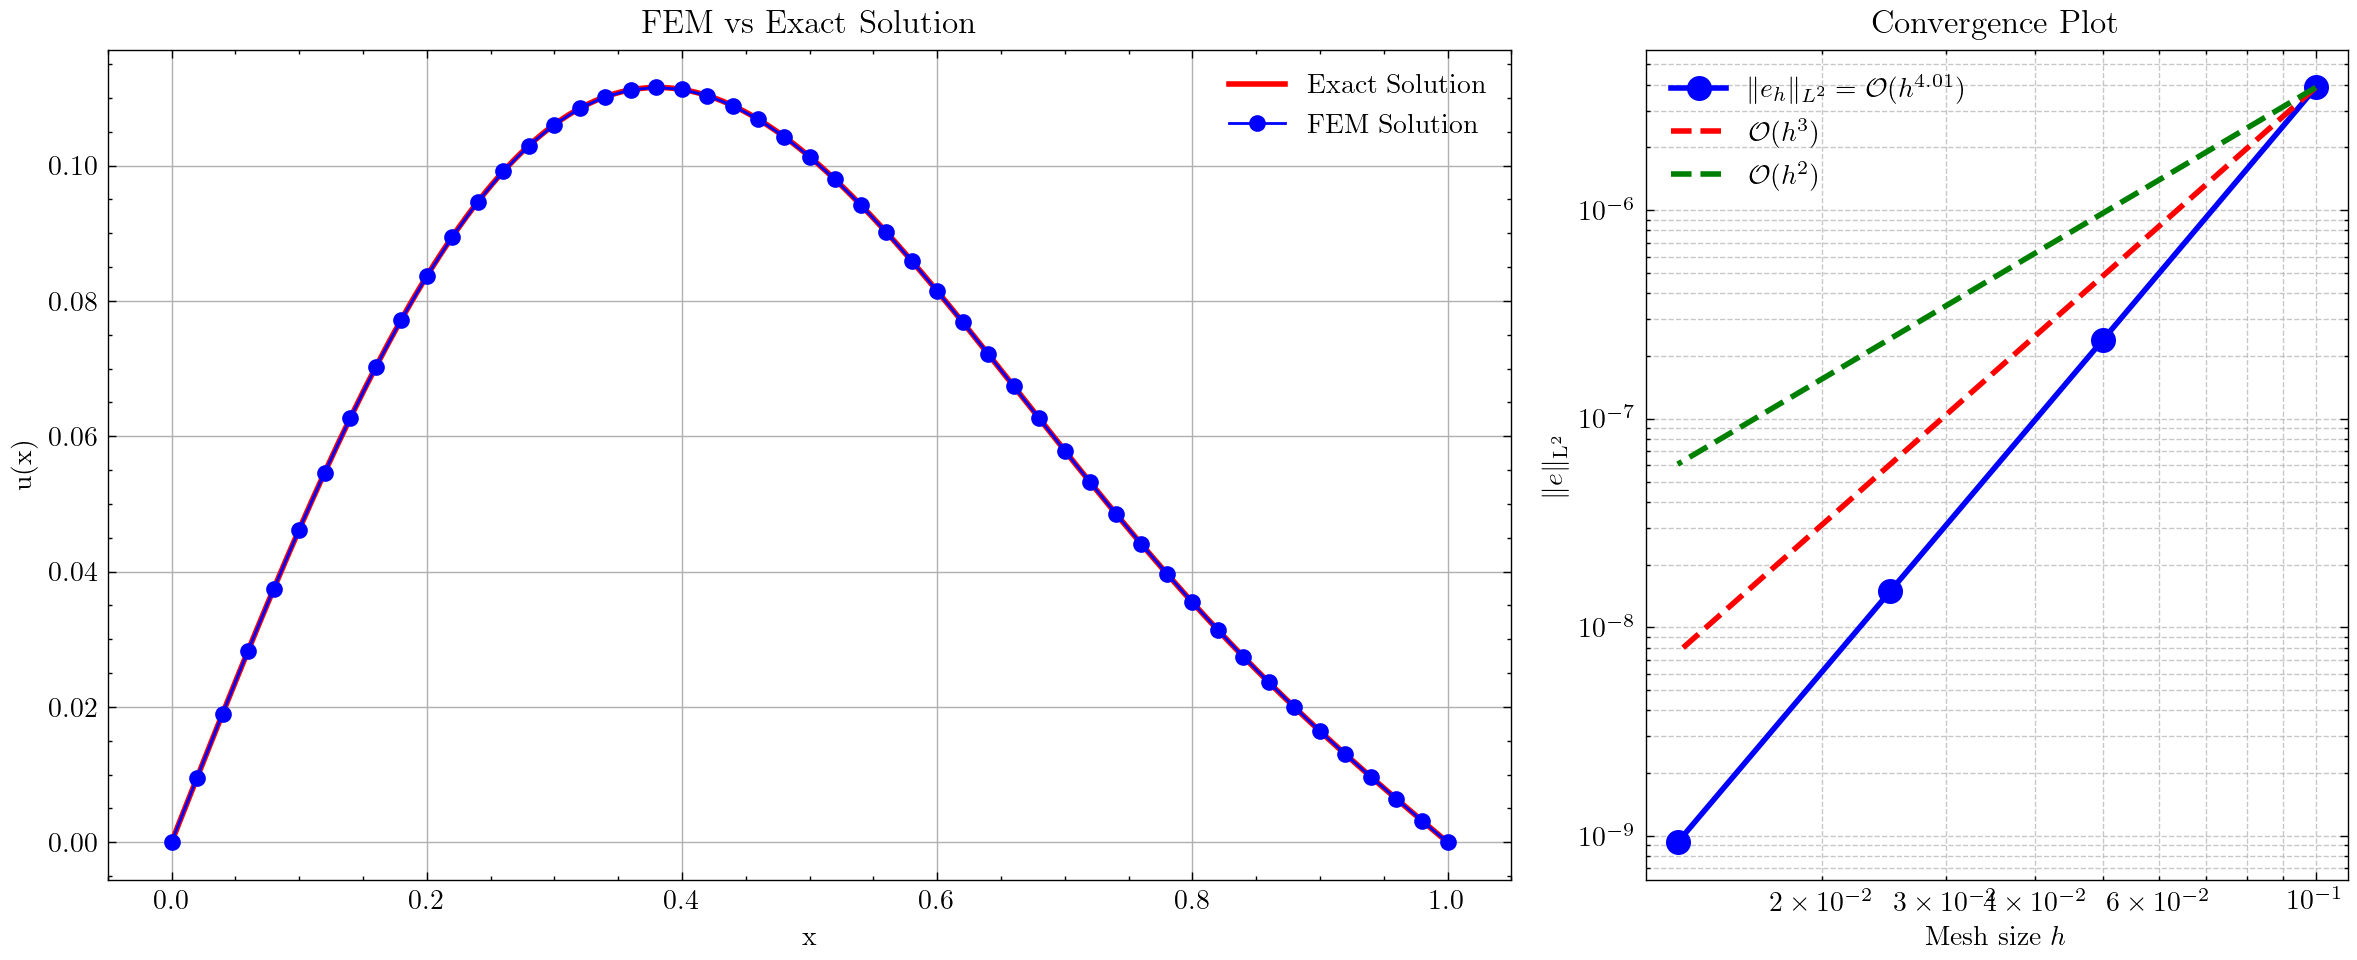 FEM vs Exact Solution
Exact Solution
FEM Solution
0.10
0.08
0.06
0.04
0.02
0.00
u(x)
0.0 0.2 0.4 0.6 0.8 1.0
x
Convergence Plot
‖e_h‖_{L²} = 𝒪(h^{4.01})
𝒪(h³)
𝒪(h²)
10⁻⁶
10⁻⁷
10⁻⁸
10⁻⁹
‖e‖_{L²}
2 × 10⁻² 3 × 10⁻² 4 × 10⁻² 6 × 10⁻² 10⁻¹
Mesh size h